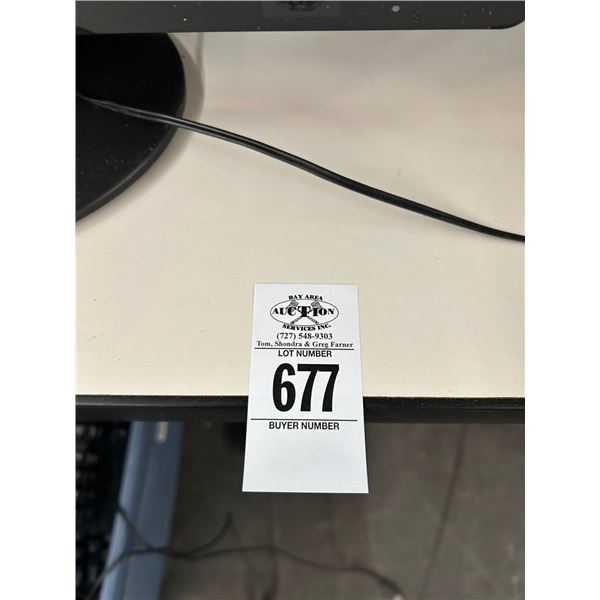 BAY AREA
AUCTION
SERVICES INC.
(727) 548-9303
Tom, Shondra & Greg Farner
LOT NUMBER
677
BUYER NUMBER